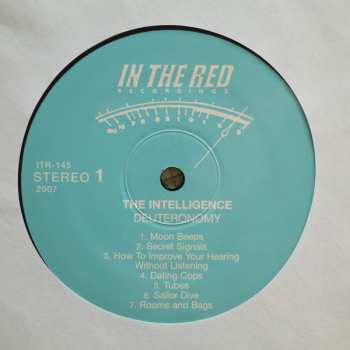 IN THE RED
RECORDINGS
ITR-145
STEREO 1
2007
THE INTELLIGENCE
DEUTERONOMY
1. Moon Beeps
2. Secret Signals
3. How To Improve Your Hearing
Without Listening
4. Dating Cops
5. Tubes
6. Sailor Dive
7. Rooms and Bags